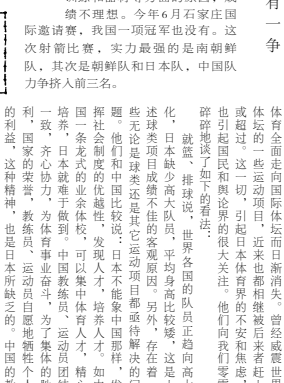 绩不理想。今年6月石家庄国
际邀请赛，我国一项冠军也没有。这
次射箭比赛，实力最强的是南朝鲜
队，其次是朝鲜队和日本队，中国队
力争挤入前三名。
有一争
体育全面走向国际体坛而日渐消失。曾经威震世界
体坛的一些运动项目，近来也都相继被后来者赶上
或超过。这一切，引起日本体育界的不安和焦虑，
也引起国民和舆论界的很大关注。他们向我们零零
碎碎地谈了如下的看法：
就篮、排球说，世界各国的队员正趋向高大
化，日本缺少高大队员，平均身高比较矮，这是上
述球类项目成绩不佳的客观原因。另外，存在着一
些无论是球类还是其它运动项目都亟待解决的问
题。他们和中国比较说：日本不能象中国那样，发
挥社会制度的优越性，发现人才，培养人才。如中
国一条龙式的业余体校，可以集中体育人才，精心
培养，日本就难于做到。中国教练员、运动员团结
一致，齐心协力，为体育事业奋斗，为了集体的胜
利，国家的荣誉，教练员、运动员自愿地牺牲个人
的利益，这种精神，也是日本所缺乏的。中国的教